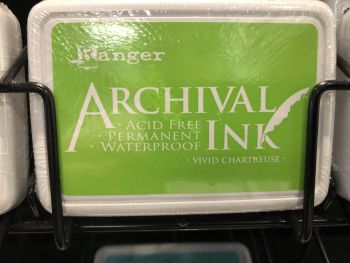 Ranger
ARCHIVAL
INK
· ACID FREE
· PERMANENT
· WATERPROOF
· VIVID CHARTREUSE ·